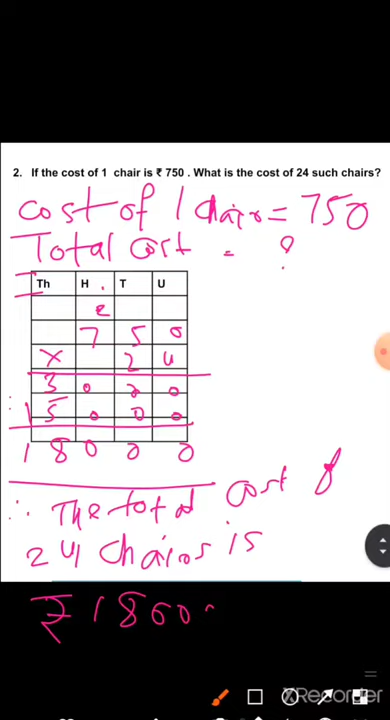 2. If the cost of 1 chair is ₹ 750 . What is the cost of 24 such chairs?
Cost of 1 chair = 750
Total cost = ?
Th H T U
2
7 5 0
x 2 4
3 0 0 0
1 5 0 0 0
1 8 0 0 0
∴ The total cost of
24 chairs is
₹ 18000
XRecorder